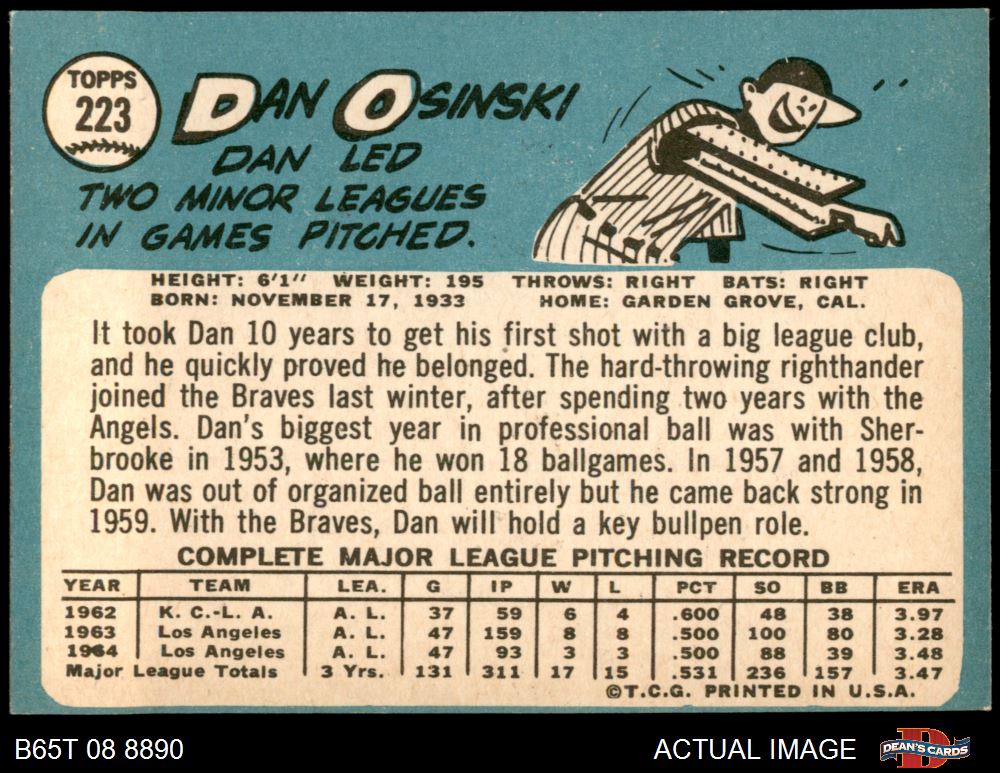 TOPPS
223
DAN OSINSKI
DAN LED
TWO MINOR LEAGUES
IN GAMES PITCHED.
HEIGHT: 6'1" WEIGHT: 195 THROWS: RIGHT BATS: RIGHT
BORN: NOVEMBER 17, 1933 HOME: GARDEN GROVE, CAL.
It took Dan 10 years to get his first shot with a big league club,
and he quickly proved he belonged. The hard-throwing righthander
joined the Braves last winter, after spending two years with the
Angels. Dan's biggest year in professional ball was with Sher-
brooke in 1953, where he won 18 ballgames. In 1957 and 1958,
Dan was out of organized ball entirely but he came back strong in
1959. With the Braves, Dan will hold a key bullpen role.
COMPLETE MAJOR LEAGUE PITCHING RECORD
YEAR TEAM LEA. G IP W L PCT SO BB ERA
1962 K. C.-L. A. A. L. 37 59 6 4 .600 48 38 3.97
1963 Los Angeles A. L. 47 159 8 8 .500 100 80 3.28
1964 Los Angeles A. L. 47 93 3 3 .500 88 39 3.48
Major League Totals 3 Yrs. 131 311 17 15 .531 236 157 3.47
©T.C.G. PRINTED IN U.S.A.
B65T 08 8890 ACTUAL IMAGE DEAN'S CARDS